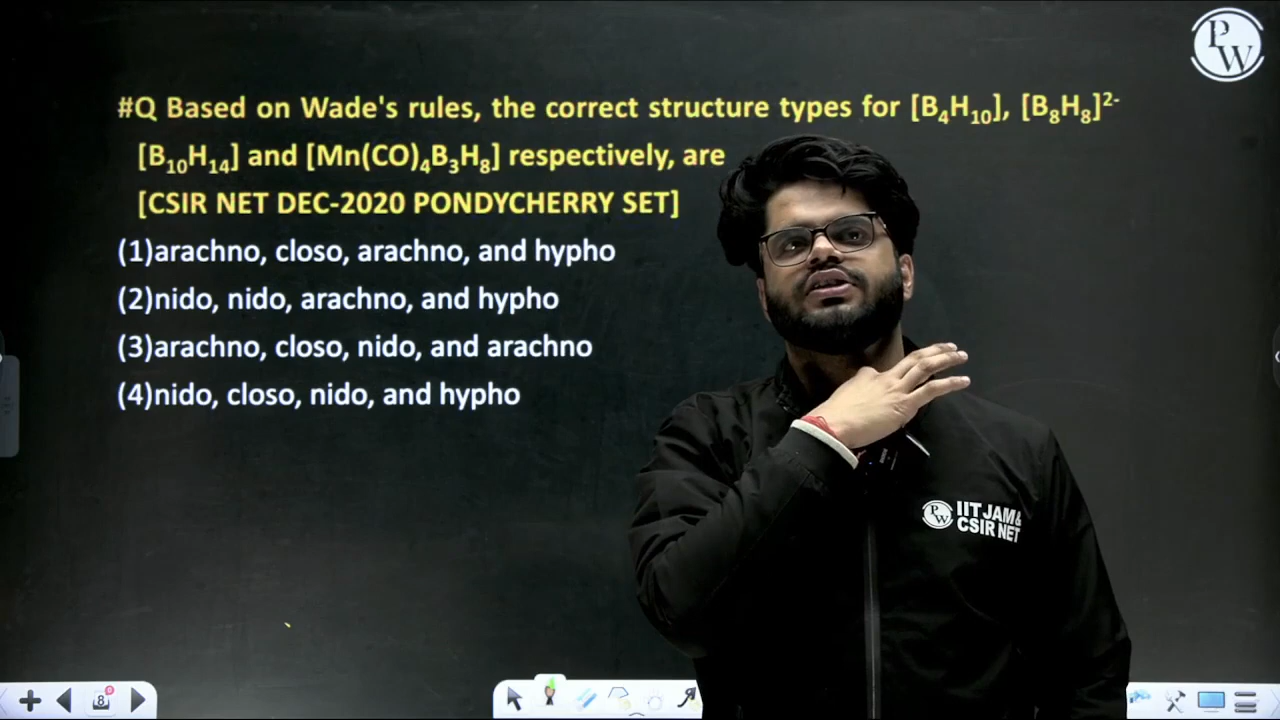 PW
#Q Based on Wade's rules, the correct structure types for [B₄H₁₀], [B₈H₈]²⁻
[B₁₀H₁₄] and [Mn(CO)₄B₃H₈] respectively, are
[CSIR NET DEC-2020 PONDYCHERRY SET]
(1)arachno, closo, arachno, and hypho
(2)nido, nido, arachno, and hypho
(3)arachno, closo, nido, and arachno
(4)nido, closo, nido, and hypho
PW IIT JAM &
CSIR NET
8